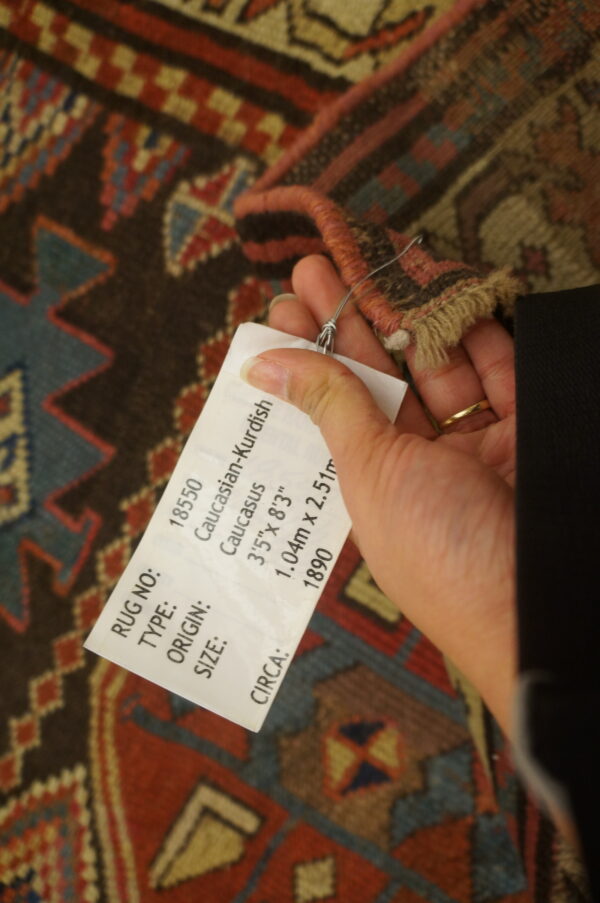 RUG NO: 18550
TYPE: Caucasian-Kurdish
ORIGIN: Caucasus
SIZE: 3'5"x 8'3"
1.04m x 2.51m
CIRCA: 1890